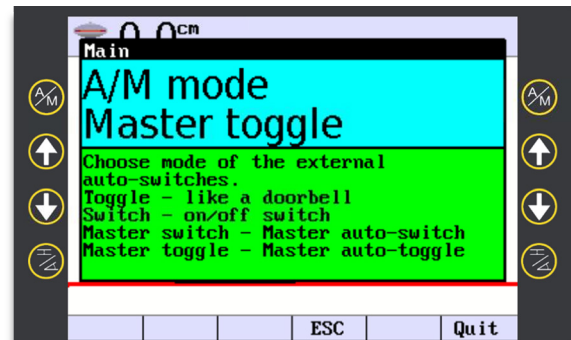 0.0cm
Main
A/M mode
Master toggle
Choose mode of the external
auto-switches.
Toggle - like a doorbell
Switch - on/off switch
Master switch - Master auto-switch
Master toggle - Master auto-toggle
A/M
A/M
ESC Quit